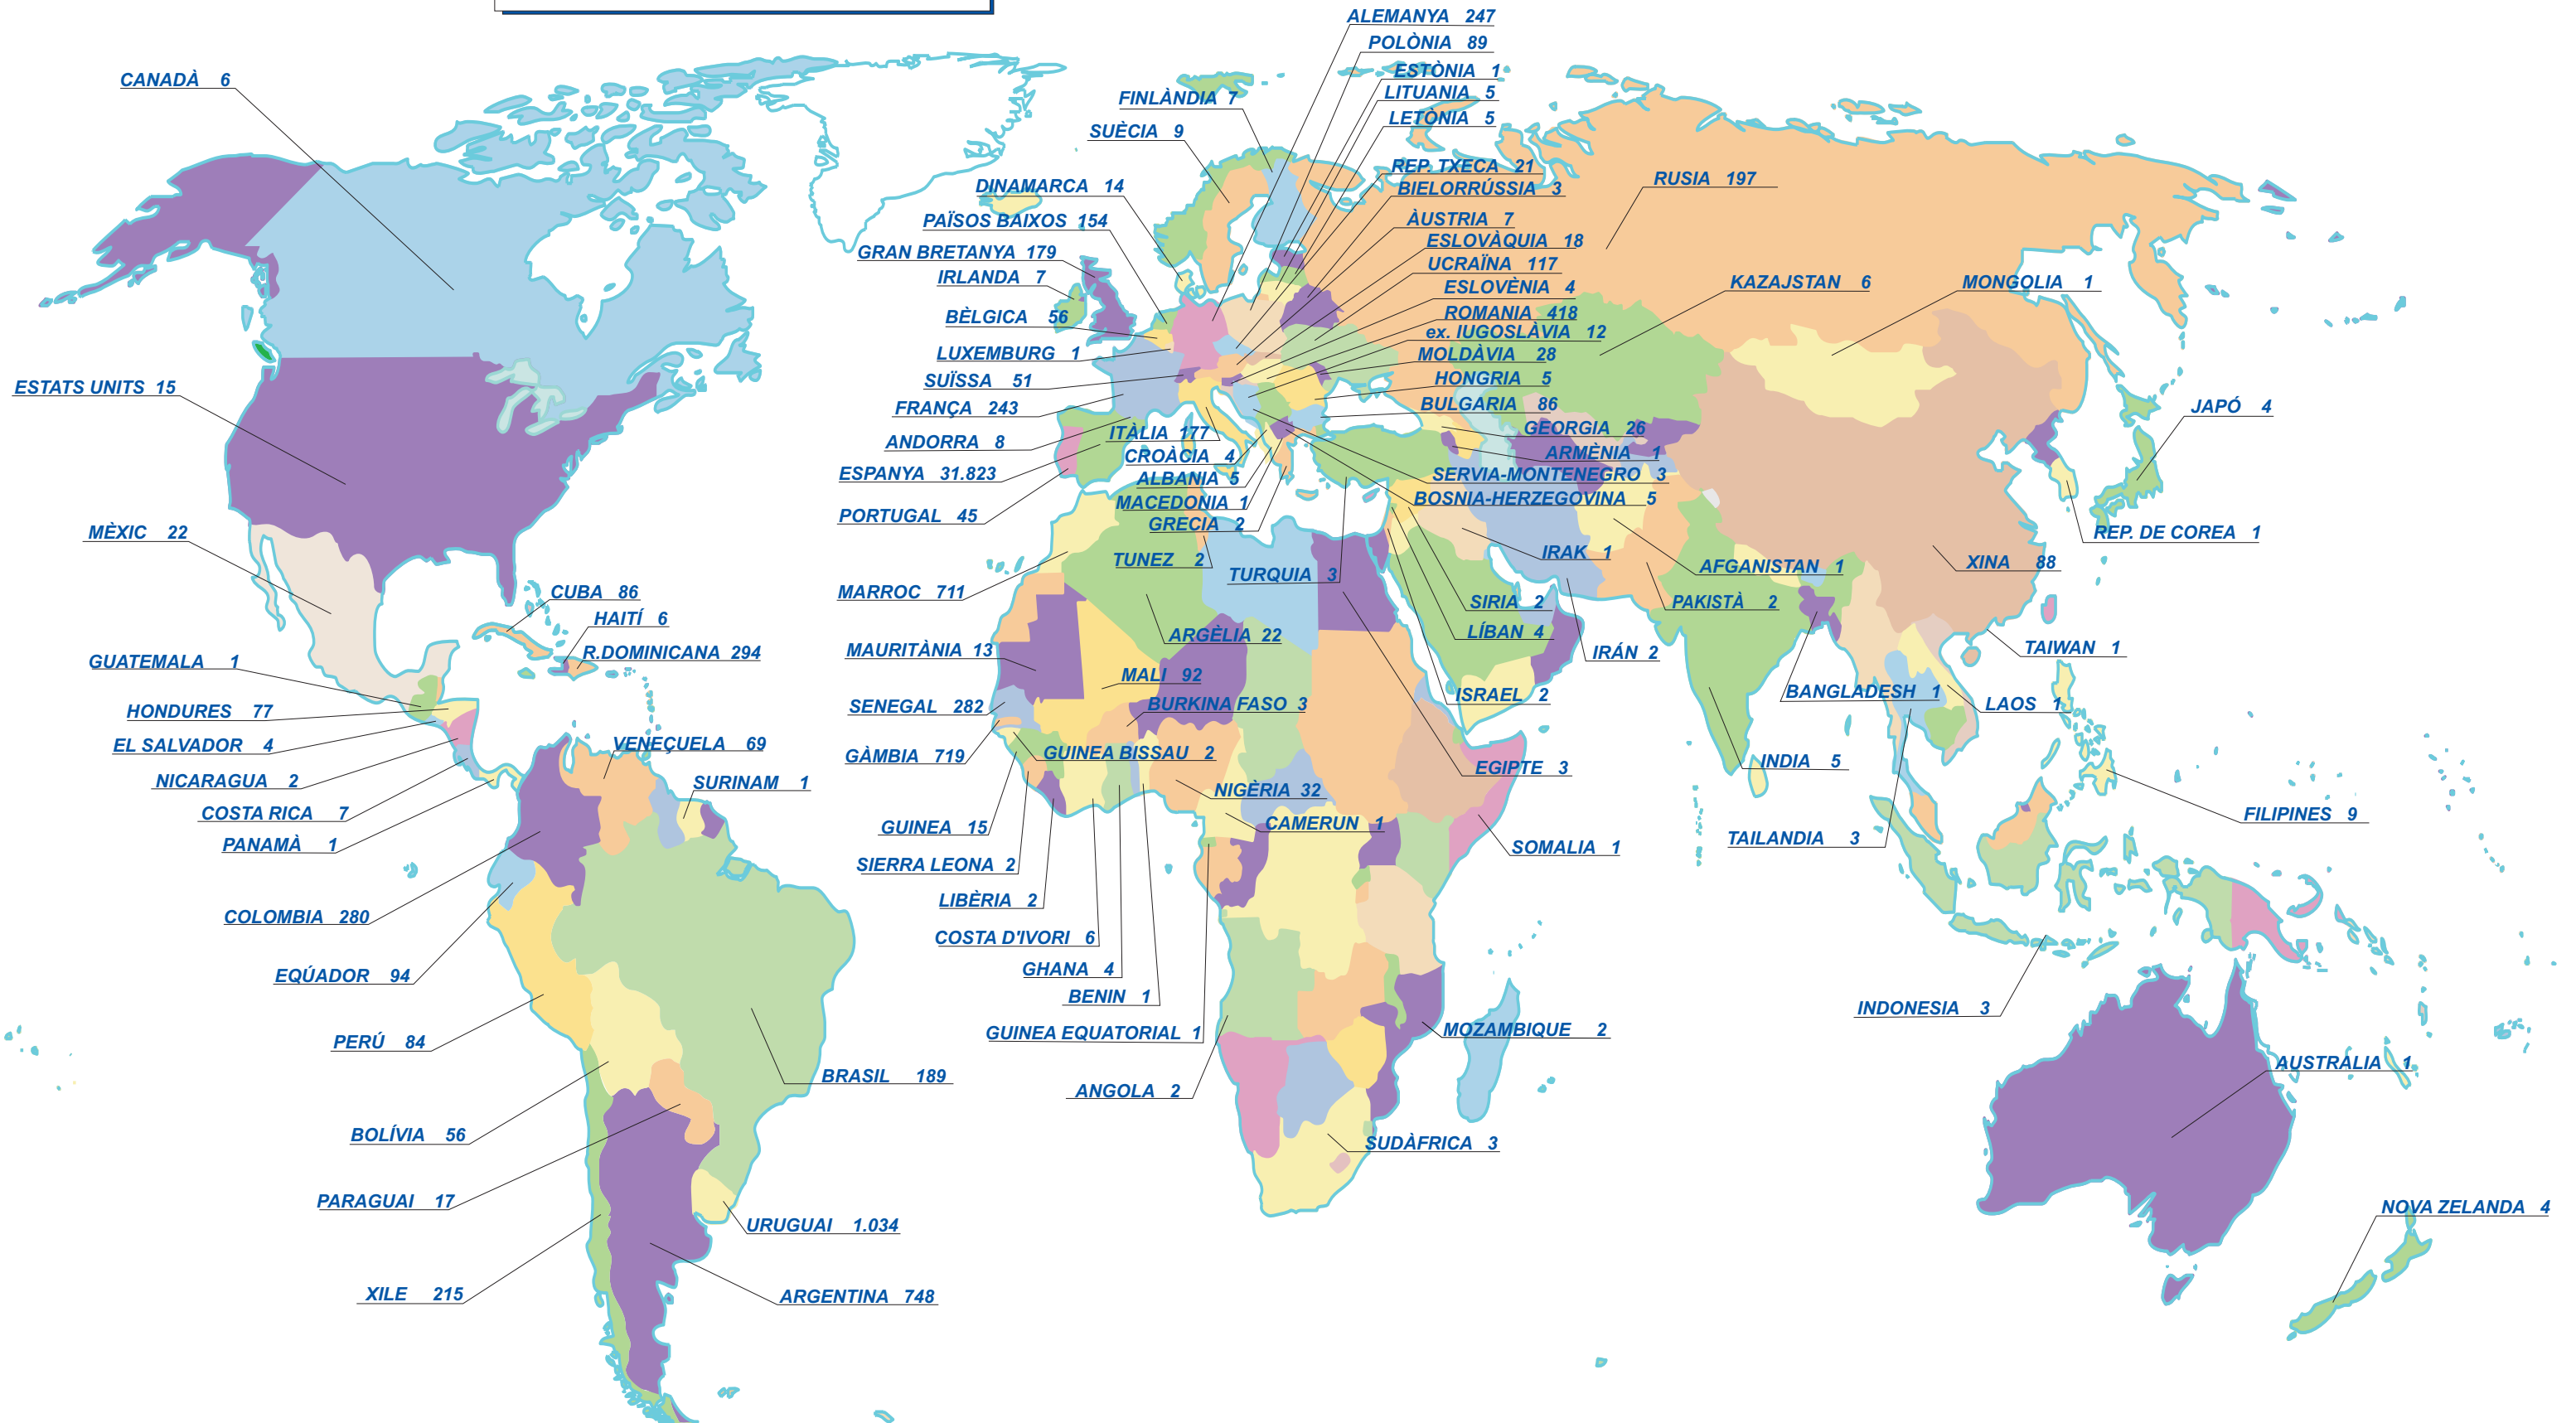 CANADÀ 6
ESTATS UNITS 15
MÈXIC 22
CUBA 86
HAITÍ 6
R.DOMINICANA 294
GUATEMALA 1
HONDURES 77
EL SALVADOR 4
NICARAGUA 2
COSTA RICA 7
PANAMÀ 1
VENEÇUELA 69
SURINAM 1
COLOMBIA 280
EQÚADOR 94
PERÚ 84
BRASIL 189
BOLÍVIA 56
PARAGUAI 17
URUGUAI 1.034
XILE 215
ARGENTINA 748
ALEMANYA 247
POLÒNIA 89
ESTÒNIA 1
LITUANIA 5
LETÒNIA 5
FINLÀNDIA 7
SUÈCIA 9
REP. TXECA 21
BIELORRÚSSIA 3
DINAMARCA 14
PAÏSOS BAIXOS 154
ÀUSTRIA 7
ESLOVÀQUIA 18
GRAN BRETANYA 179
UCRAÏNA 117
IRLANDA 7
ESLOVÈNIA 4
BÈLGICA 56
ROMANIA 418
ex. IUGOSLÀVIA 12
LUXEMBURG 1
MOLDÀVIA 28
SUÏSSA 51
HONGRIA 5
FRANÇA 243
BULGARIA 86
ANDORRA 8
ITÀLIA 177
GEORGIA 26
CROÀCIA 4
ARMÈNIA 1
ESPANYA 31.823
ALBANIA 5
SERVIA-MONTENEGRO 3
MACEDONIA 1
BOSNIA-HERZEGOVINA 5
PORTUGAL 45
GRECIA 2
RUSIA 197
KAZAJSTAN 6
MONGOLIA 1
JAPÓ 4
REP. DE COREA 1
XINA 88
TUNEZ 2
TURQUIA 3
IRAK 1
AFGANISTAN 1
MARROC 711
SIRIA 2
PAKISTÀ 2
LÍBAN 4
ARGÈLIA 22
IRÁN 2
TAIWAN 1
MAURITÀNIA 13
MALI 92
ISRAEL 2
BANGLADESH 1
LAOS 1
SENEGAL 282
BURKINA FASO 3
GÀMBIA 719
GUINEA BISSAU 2
EGIPTE 3
INDIA 5
NIGÈRIA 32
FILIPINES 9
GUINEA 15
CAMERUN 1
SOMALIA 1
TAILANDIA 3
SIERRA LEONA 2
LIBÈRIA 2
COSTA D'IVORI 6
GHANA 4
BENIN 1
GUINEA EQUATORIAL 1
MOZAMBIQUE 2
INDONESIA 3
ANGOLA 2
AUSTRALIA 1
SUDÀFRICA 3
NOVA ZELANDA 4